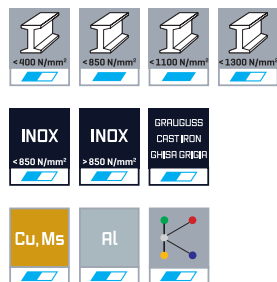 <400 N/mm² <850 N/mm² <1100 N/mm² <1300 N/mm²
INOX INOX GRAUGUSS
CAST IRON
GHISA GRIGIA
<850 N/mm² >850 N/mm²
Cu, Ms Al